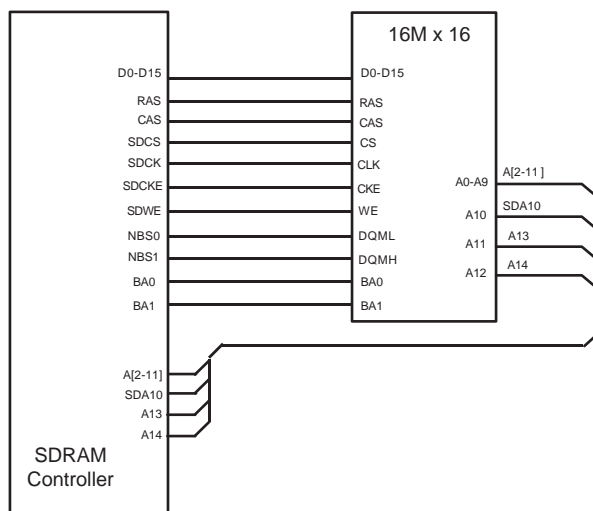 16M x 16
D0-D15 D0-D15
RAS RAS
CAS CAS
SDCS CS
SDCK CLK
SDCKE CKE A0-A9 A[2-11]
SDWE WE A10 SDA10
NBS0 DQML A11 A13
NBS1 DQMH A12 A14
BA0 BA0
BA1 BA1
A[2-11]
SDA10
A13
A14
SDRAM
Controller